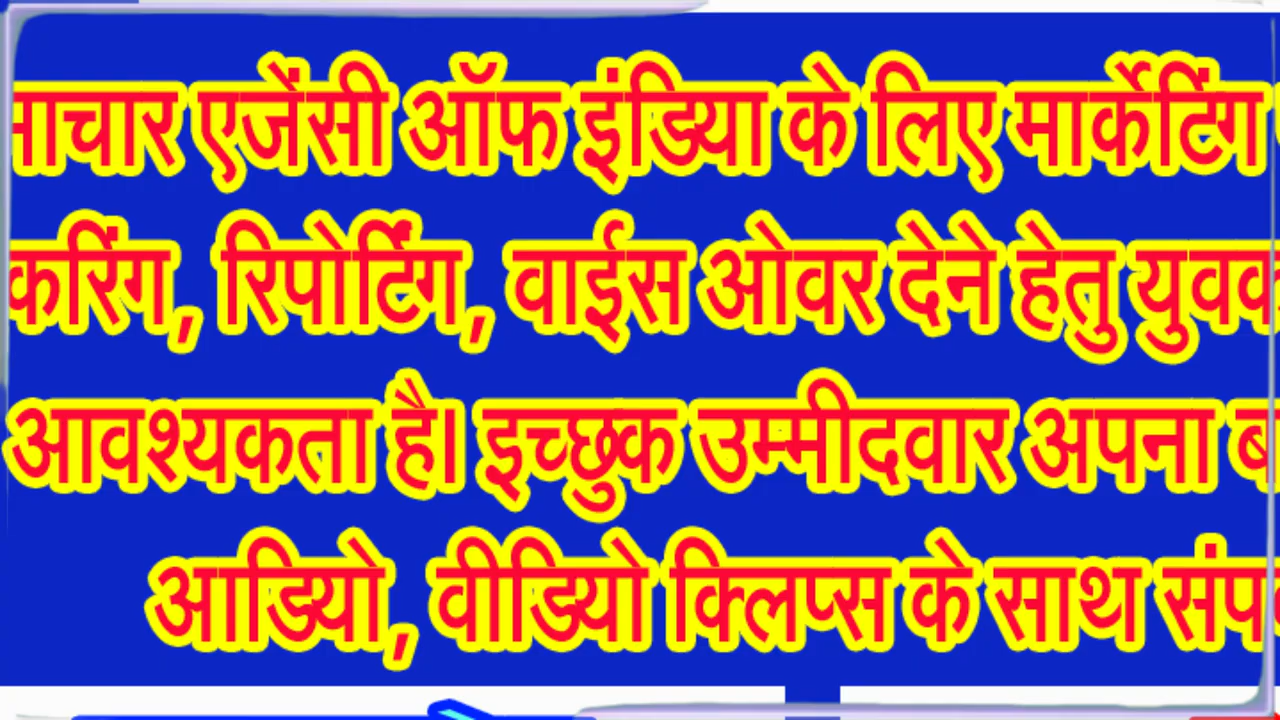 ाचार एजेंसी ऑफ इंडिया के लिए मार्केटिंग
करिंग, रिपोर्टिंग, वाईस ओवर देने हेतु युवक
आवश्यकता है। इच्छुक उम्मीदवार अपना
आडियो, वीडियो क्लिप्स के साथ संप